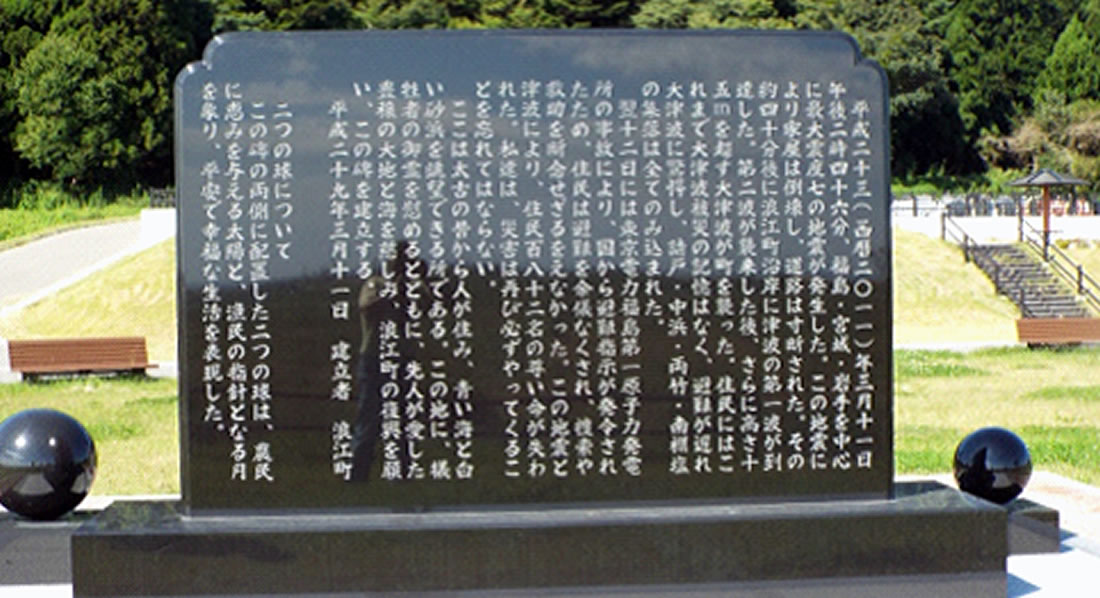 平成二十三(西暦二〇一一)年三月十一日
午後二時四十六分、福島・宮城・岩手を中心
に最大震度七の地震が発生した。この地震に
より家屋は倒壊し、道路は寸断された。その
約四十分後に浪江町沿岸に津波の第一波が到
達した。第二波が襲来した後、さらに高さ十
五mを超す大津波が町を襲った。住民にはこ
れまで大津波被災の記憶はなく、避難が遅れ
大津波に驚愕し、請戸・中浜・両竹・南棚塩
の集落は全てのみ込まれた。
翌十二日には東京電力福島第一原子力発電
所の事故により、国から避難指示が発令され
たため、住民は避難を余儀なくされ、捜索や
救助を断念せざるをえなかった。この地震と
津波により、住民百八十二名の尊い命が失わ
れた。私達は、災害は再び必ずやってくるこ
とを忘れてはならない。
ここは太古の昔から人が住み、青い海と白
い砂浜を眺望できる所である。この地に、犠
牲者の御霊を慰めるとともに、先人が愛した
豊穣の大地と海を慈しみ、浪江町の復興を願
い、この碑を建立する。
平成二十九年三月十一日 建立者 浪江町
二つの球について
この碑の両側に配置した二つの球は、農民
に恵みを与える太陽と、漁民の指針となる月
を象り、平安で幸福な生活を表現した。